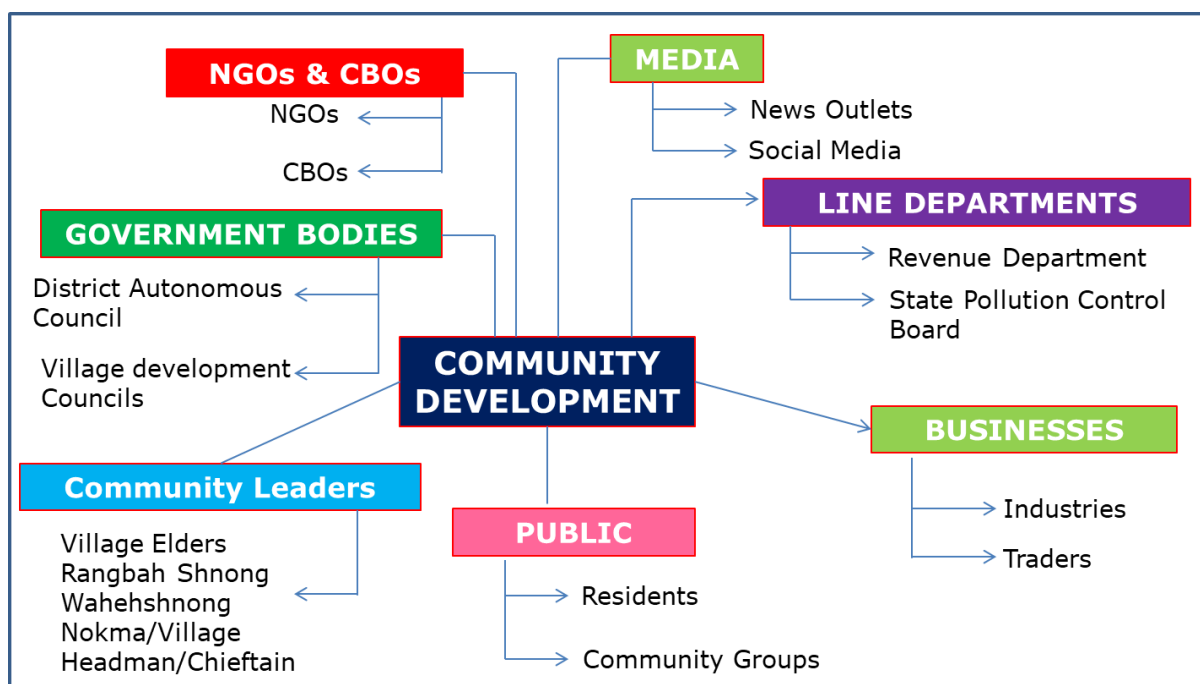 NGOs & CBOs
NGOs
CBOs
MEDIA
News Outlets
Social Media
LINE DEPARTMENTS
Revenue Department
State Pollution Control
Board
GOVERNMENT BODIES
District Autonomous
Council
Village development
Councils
COMMUNITY
DEVELOPMENT
BUSINESSES
Industries
Traders
Community Leaders
Village Elders
Rangbah Shnong
Wahehshnong
Nokma/Village
Headman/Chieftain
PUBLIC
Residents
Community Groups